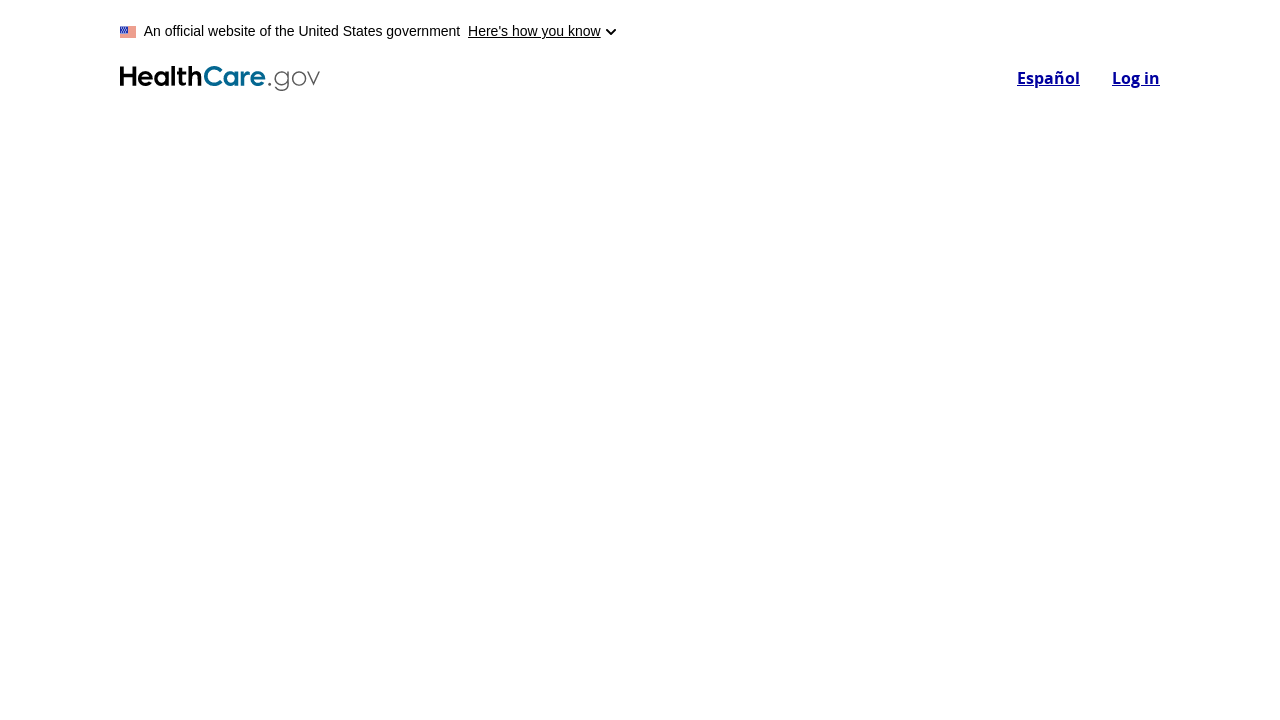 An official website of the United States government Here's how you know
HealthCare.gov
Español
Log in